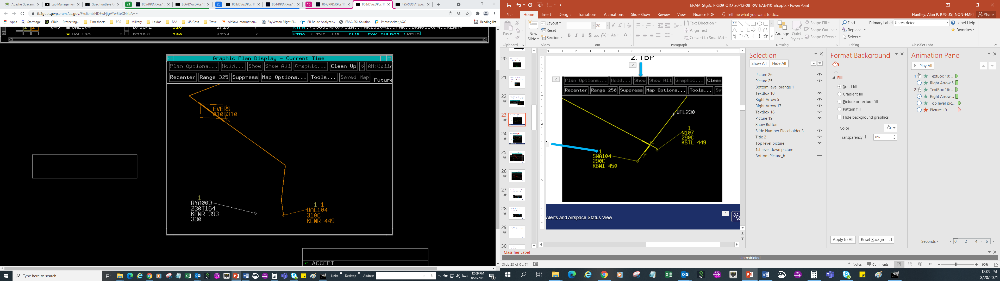 Apache Guacam
Lab Managemen
Guac huntleya C
21
865/RPD:RPos:1
866/DVu:DPos:1
20
863/DVu:DPos:1
864/RPD:RPos:1
16
867/RPD:RPos:1
868/DVu:DPos:1
495/SDS:ATSpec
tb3guac.gwp.eram.faa.gov/#/client/NDEwNjgAYwBteXNxbA==
Apps
Startpage
Gibiru – Protecting...
Timesheets
ECS
Military
Leidos
FAA
US Govt
Travel
AirNav: Information...
SkyVector: Flight Pl...
IFR Route Analyzer...
FRAC SSL Solution
Photoshelter_AOC
Reading list
Graphic Plan Display - Current Time
Plan Options...
Hold...
Show
Show All
Graphic...
Clean Up
AM+Uplin
Recenter
Range 325
Suppress
Map Options...
Tools...
Saved Map
Future
EVERS
010B310
1
RYA003
230T164
KEWR 393
330
1 1
UAL104
310C
KEWR 449
ACCEPT
Type here to search
Links
Desktop
Address
12:09 PM
8/20/2021
ERAM_Stg3c_PRS09_OTO_20-12-08_RW_EAE410_ah.pptx - PowerPoint
File
Home
Insert
Design
Transitions
Animations
Slide Show
Review
View
Nuance PDF
Tell me what you want to do...
Huntley, Alan P. [US-US][NON-EMP]
Share
Paste
New
Slide
Layout
Reset
Section
20
Text Direction
Align Text
Convert to SmartArt
Arrange
Quick
Styles
Shape Fill
Shape Outline
Shape Effects
Find
Replace
Select
Primary Label
Unrestricted
Label Help
Favorites
Clipboard
Slides
Font
Paragraph
Drawing
Editing
Classifier Label
20
21
22
23
24
25
26
27
28
29
30
2. TBP
2
2
Plan Options...
Hold...
Show
Show All
Graphic...
Clean
Recenter
Range 250
Suppress
Map Options...
Tools...
Sa
↓FL230
1
N107
290C
KSTL 449
1
SWA104
290C
KBWI 450
Alerts and Airspace Status View
2
Selection
Show All
Hide All
Picture 26
Picture 25
Bottom level orange 1
TextBox 10
Right Arrow 5
Right Arrow 17
TextBox 16
Picture 19
Show Button
Slide Number Placeholder 3
Title 2
Top level picture
1st level down picture
Bottom Picture_b
Format Background
Fill
Solid fill
Gradient fill
Picture or texture fill
Pattern fill
Hide background graphics
Color
Transparency
0%
Apply to All
Reset Background
Animation Pane
Play All
1
TextBox 10: ...
Right Arrow 5
2
TextBox 16: ...
Right Arrow ...
Top level pic...
Picture 19
Seconds
0 2 4 6
Classifier Label
Unrestricted
Slide 23 of 0 .. 74
Notes
Comments
90%
12:09 PM
8/20/2021